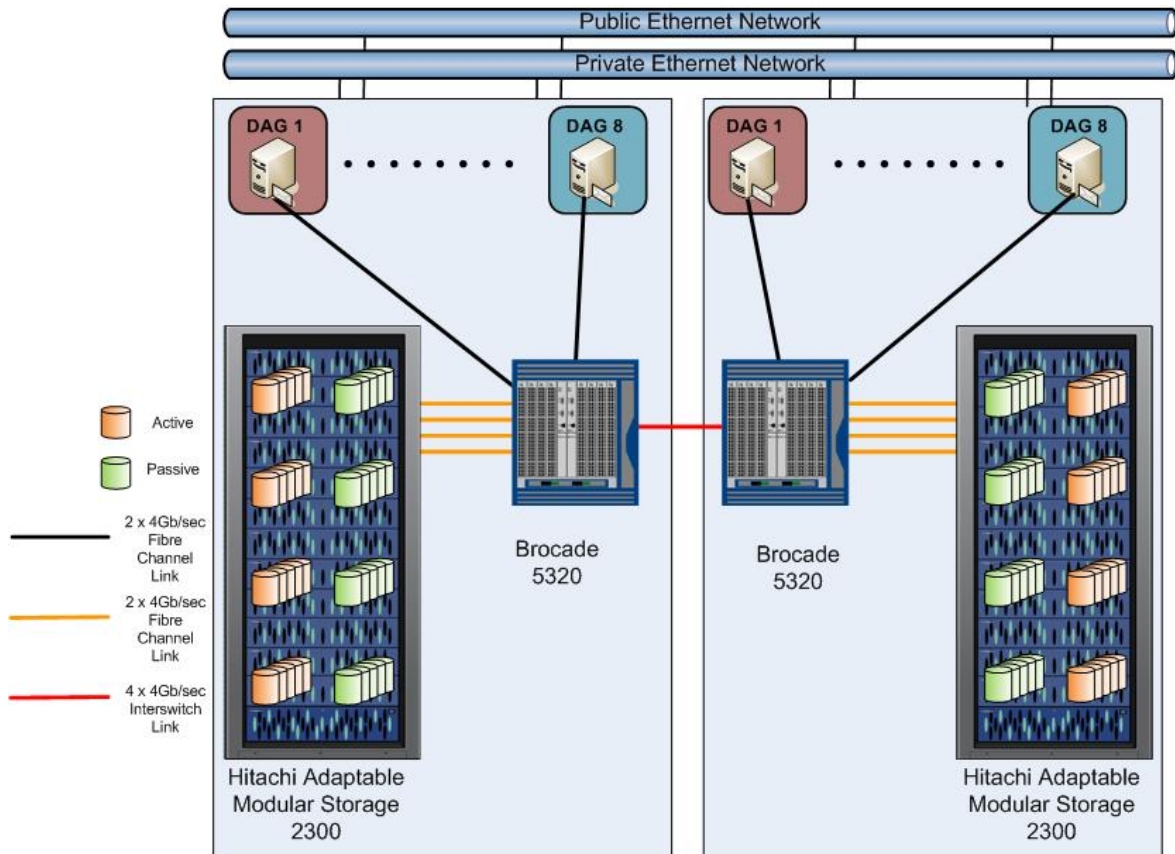 Public Ethernet Network
Private Ethernet Network
DAG 1
DAG 8
DAG 1
DAG 8
Active
Passive
2 x 4Gb/sec
Fibre
Channel
Link
2 x 4Gb/sec
Fibre
Channel
Link
4 x 4Gb/sec
Interswitch
Link
Brocade
5320
Brocade
5320
Hitachi Adaptable
Modular Storage
2300
Hitachi Adaptable
Modular Storage
2300